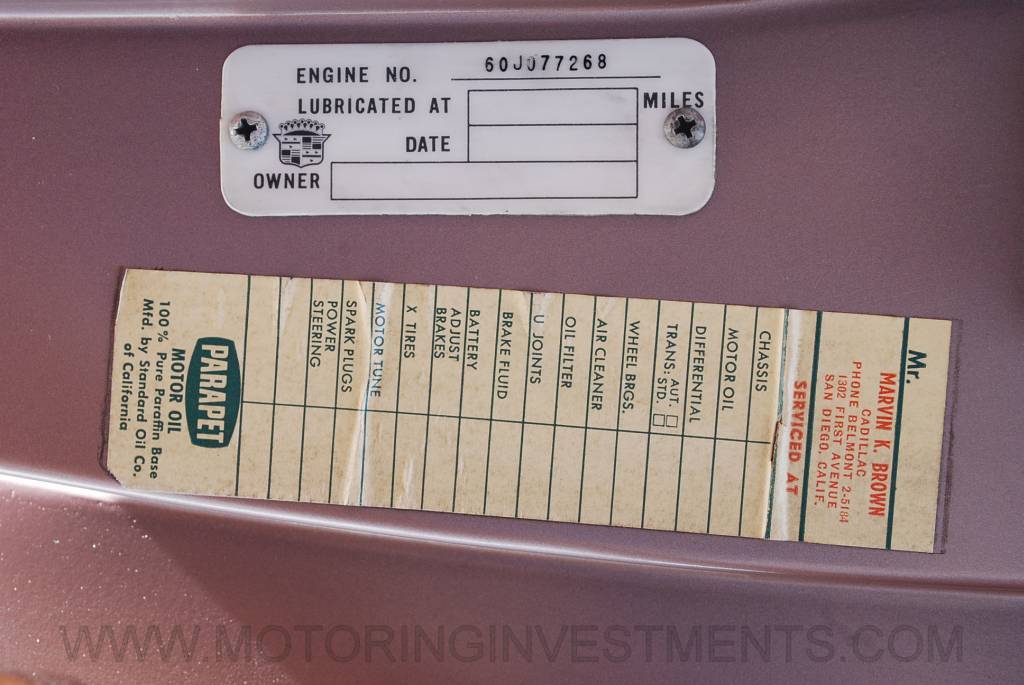 ENGINE NO. 60J077268
LUBRICATED AT MILES
DATE
OWNER
Mr.
MARVIN K. BROWN
CADILLAC
PHONE BELMONT 2-5184
1302 FIRST AVENUE
SAN DIEGO, CALIF.
SERVICED AT
CHASSIS
MOTOR OIL
DIFFERENTIAL
TRANS: AUT.
STD.
WHEEL BRGS.
AIR CLEANER
OIL FILTER
U JOINTS
BRAKE FLUID
BATTERY
ADJUST
BRAKES
X TIRES
MOTOR TUNE
SPARK PLUGS
POWER
STEERING
PARAPET
MOTOR OIL
100% Pure Paraffin Base
Mfd. by Standard Oil Co.
of California
WWW.MOTORINGINVESTMENTS.COM